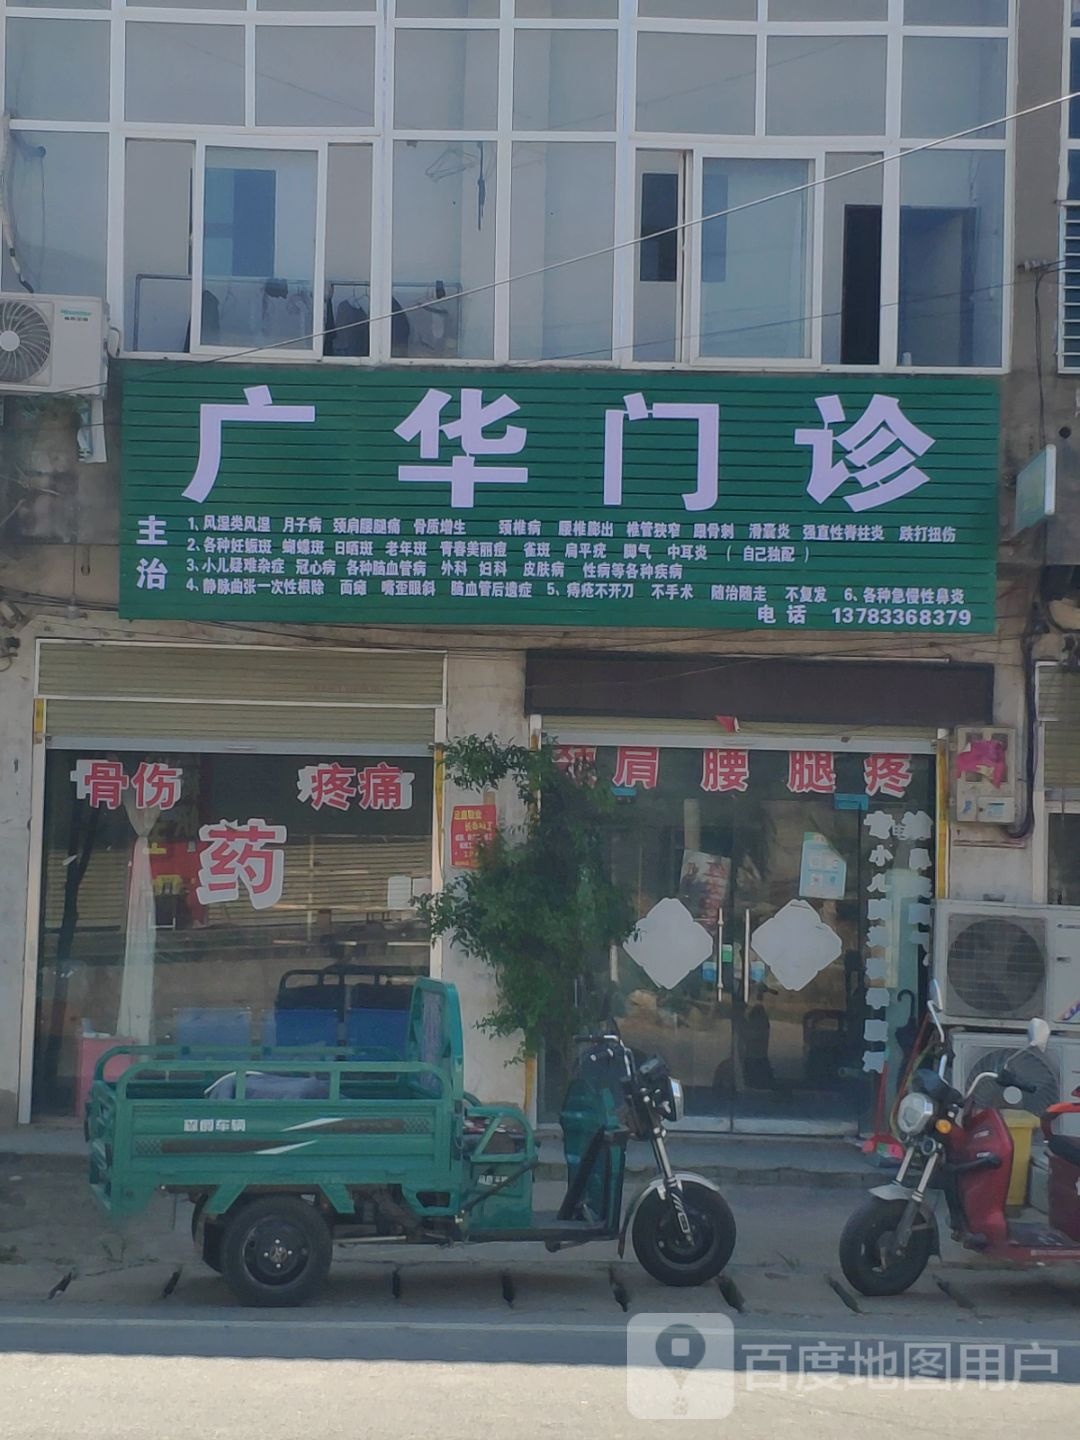 广华门诊
主治
1、风湿类风湿 月子病 颈肩腰腿痛 骨质增生 颈椎病 腰椎膨出 椎管狭窄 跟骨刺 滑囊炎 强直性脊柱炎 跌打扭伤
2、各种妊娠斑 蝴蝶斑 日晒斑 老年斑 青春美丽痘 雀斑 扁平疣 脚气 中耳炎 ( 自己独配 )
3、小儿疑难杂症 冠心病 各种脑血管病 外科 妇科 皮肤病 性病等各种疾病
4、静脉曲张一次性根除 面瘫 嘴歪眼斜 脑血管后遗症 5、痔疮不开刀 不手术 随治随走 不复发 6、各种急慢性鼻炎
电话 13783368379
骨伤 疼痛
药
颈肩腰腿疼
小儿
Hisense
百度地图用户